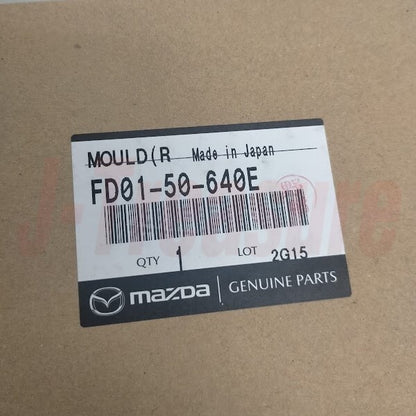 MOULD(R Made in Japan
FD01-50-640E
QTY 1 LOT 2G15
mazda GENUINE PARTS